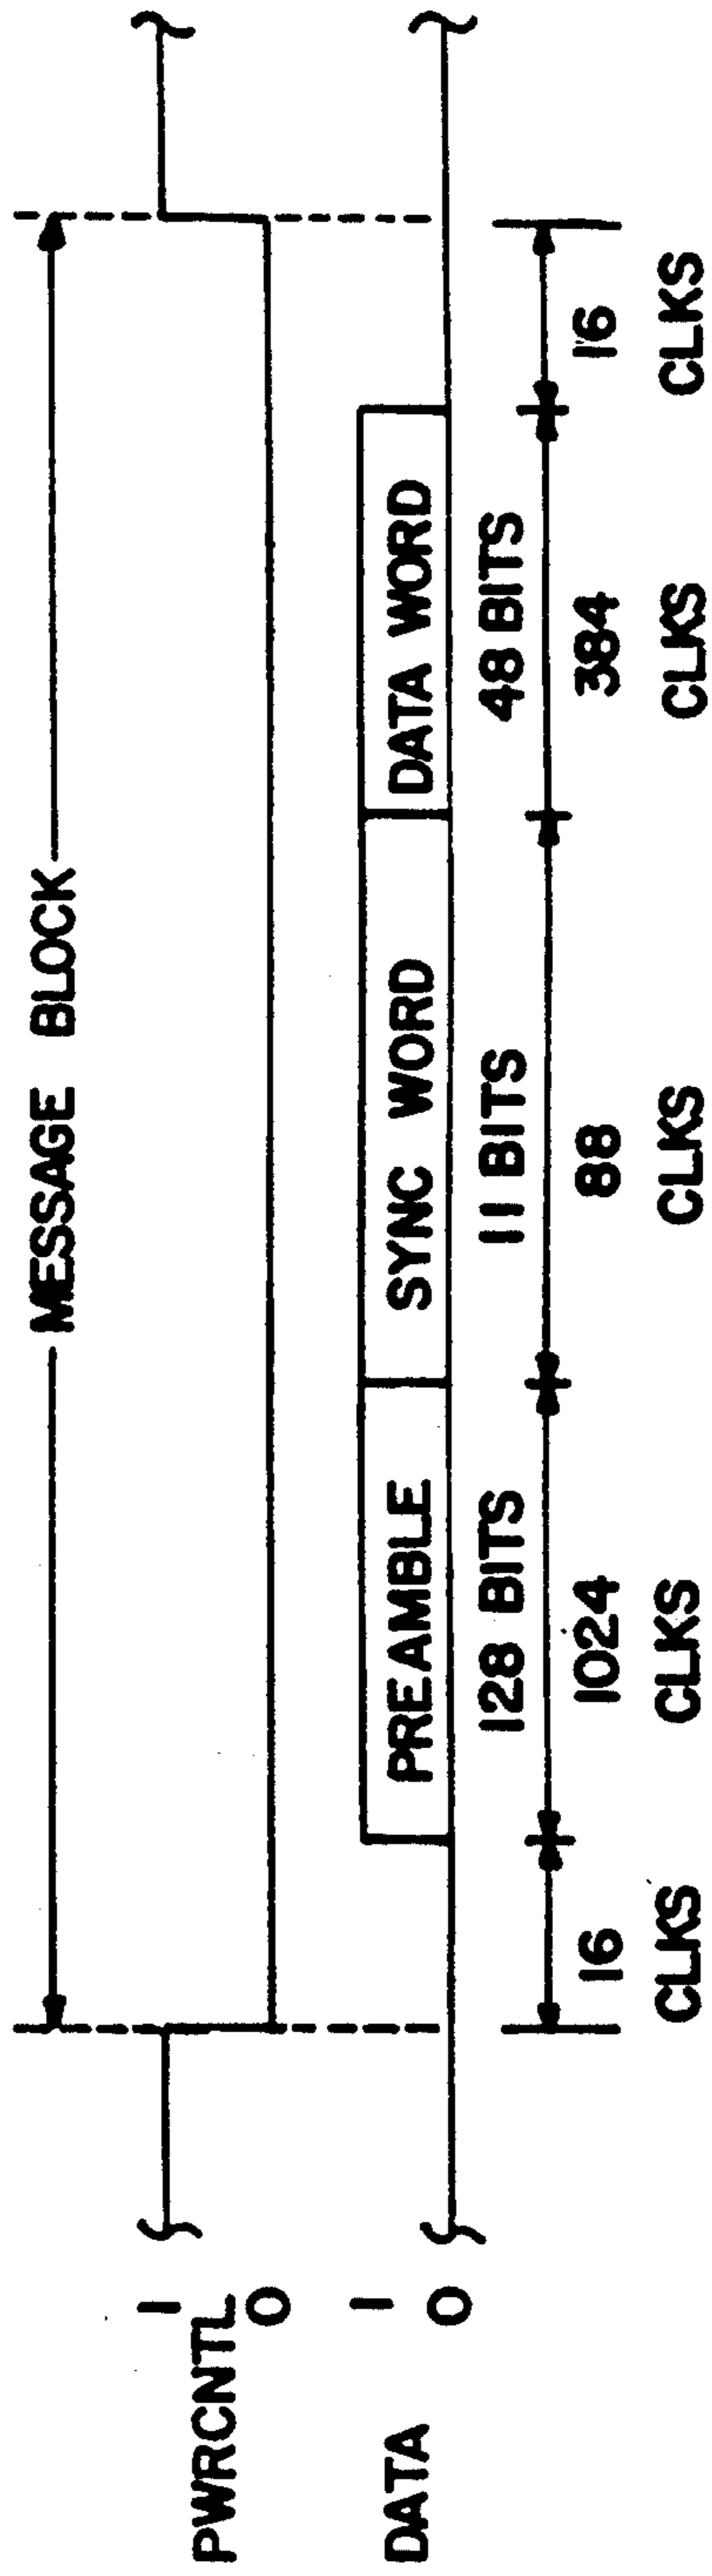 MESSAGE BLOCK
1
PWRCNTL
0
1
DATA
0
PREAMBLE
SYNC WORD
DATA WORD
128 BITS
11 BITS
48 BITS
16
1024
88
384
16
CLKS
CLKS
CLKS
CLKS
CLKS